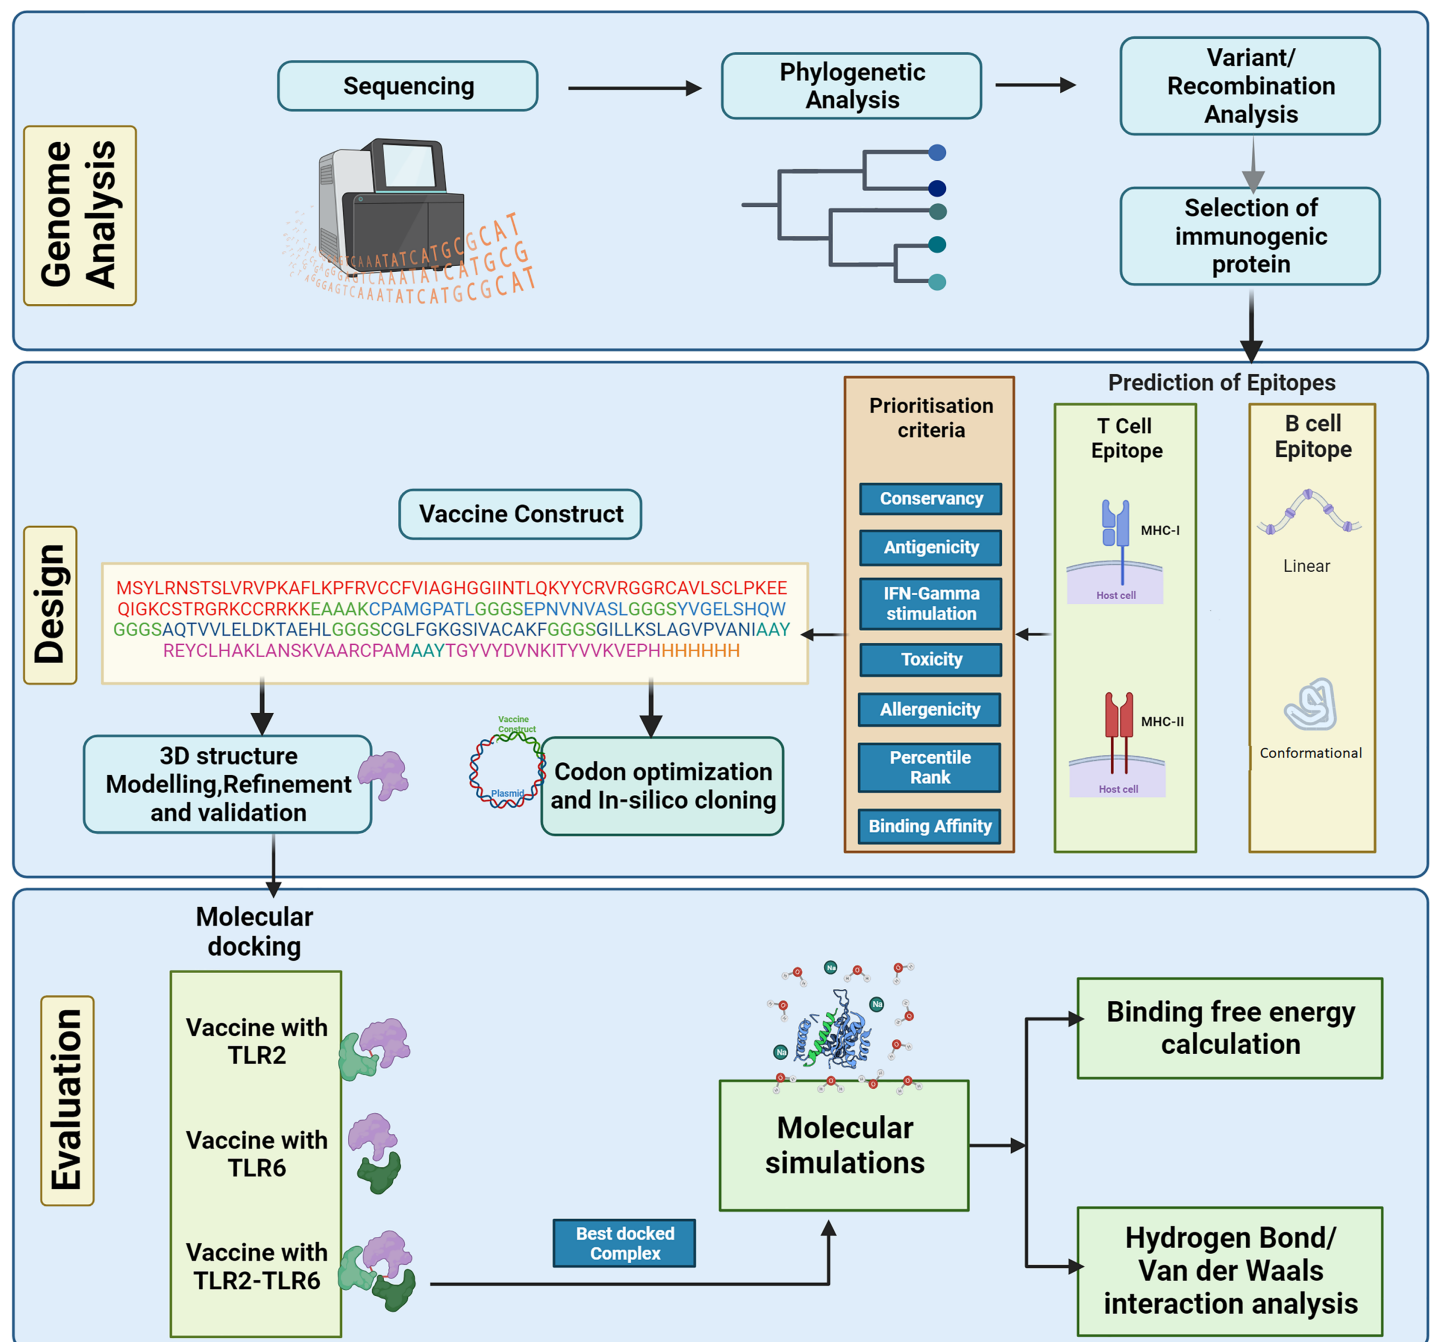 Genome
Analysis
Sequencing
Phylogenetic
Analysis
Variant/
Recombination
Analysis
Selection of
immunogenic
protein
Design
Vaccine Construct
MSYLRNSTSLVRVPKAFLKPFRVCCFVIAGHGGIINTLQKYYCRVRGGRCAVLSCLPKEE
QIGKCSTRGRKCCRRKKEAAAKCPAMGPATLGGGSEPNVNVASLGGGSYVGELSHQW
GGGSAQTVVLELDKTAEHLGGGSCGLFGKGSIVACAKFGGGSGILLKSLAGVPVANIAAY
REYCLHAKLANSKVAARCPAMAAYTGYVYDVNKITYVVKVEPHHHHHHH
3D structure
Modelling,Refinement
and validation
Vaccine
Construct
Plasmid
Codon optimization
and In-silico cloning
Prioritisation
criteria
Conservancy
Antigenicity
IFN-Gamma
stimulation
Toxicity
Allergenicity
Percentile
Rank
Binding Affinity
Prediction of Epitopes
T Cell
Epitope
MHC-I
Host cell
MHC-II
Host cell
B cell
Epitope
Linear
Conformational
Evaluation
Molecular
docking
Vaccine with
TLR2
Vaccine with
TLR6
Vaccine with
TLR2-TLR6
Best docked
Complex
Na
Na
Na
Molecular
simulations
Binding free energy
calculation
Hydrogen Bond/
Van der Waals
interaction analysis